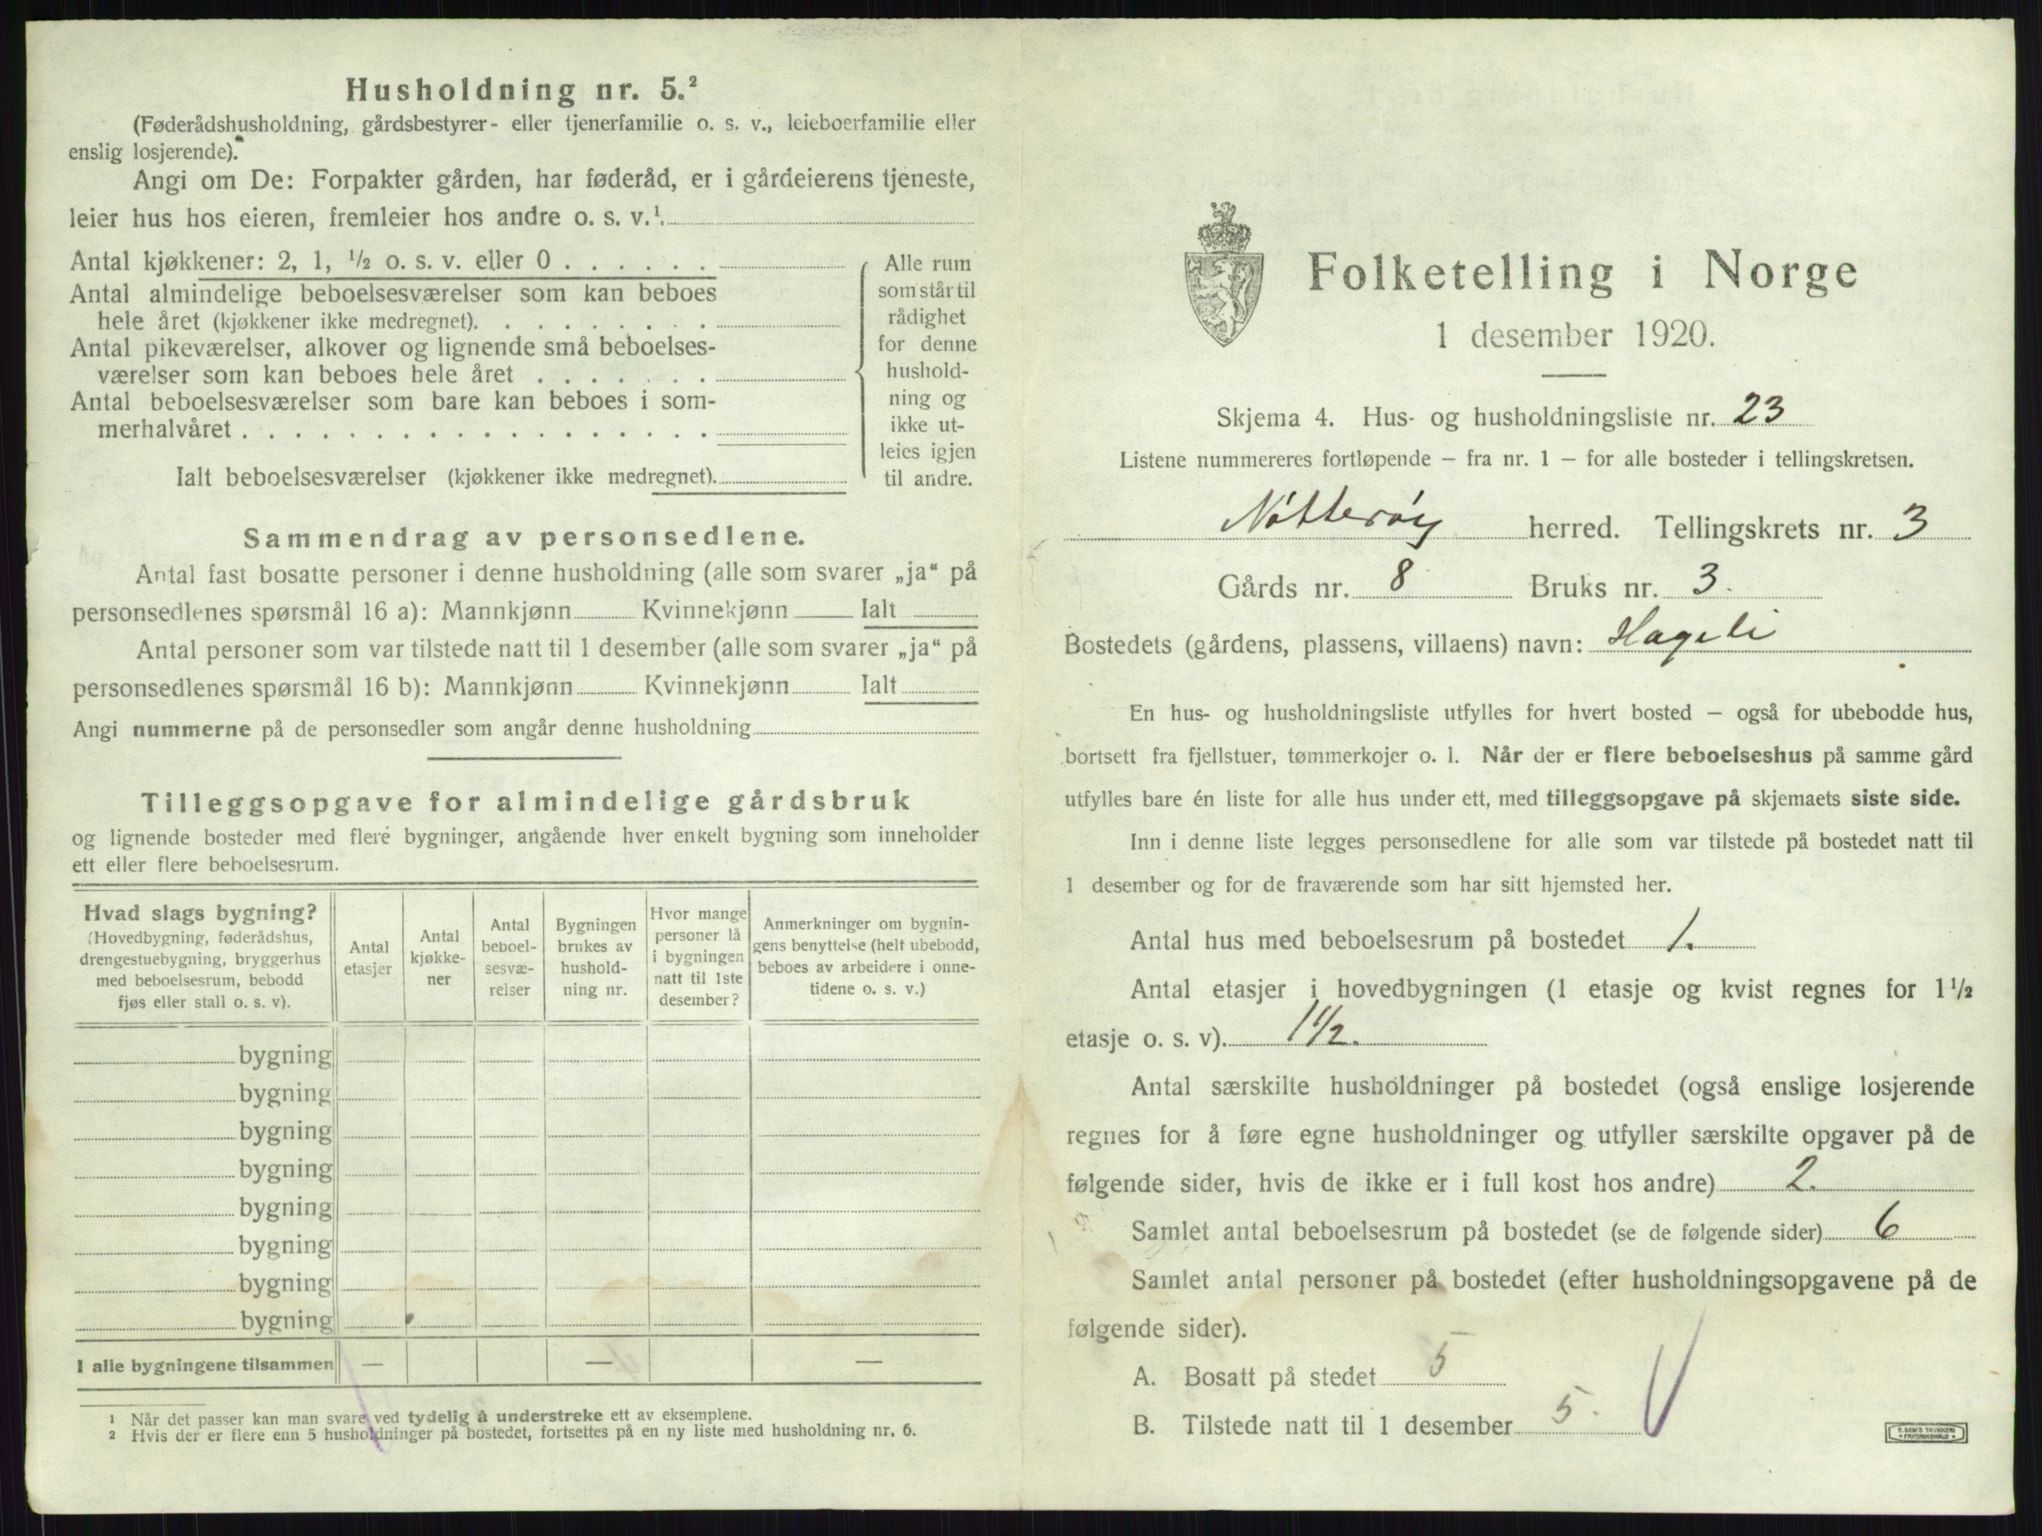 Husholdning nr. 5.²
(Føderådshusholdning, gårdsbestyrer- eller tjenerfamilie o. s. v., leieboerfamilie eller
enslig losjerende).
Angi om De: Forpakter gården, har føderåd, er i gårdeierens tjeneste,
leier hus hos eieren, fremleier hos andre o. s. v.¹
Antal kjøkkener: 2, 1, ½ o. s. v. eller 0 . . . . . .
Antal almindelige beboelsesværelser som kan beboes
hele året (kjøkkener ikke medregnet). . . . . . . . .
Antal pikeværelser, alkover og lignende små beboelses-
værelser som kan beboes hele året . . . . . . .
Antal beboelsesværelser som bare kan beboes i som-
merhalvåret . . . . . . . . . . . . . . . . . .
Ialt beboelsesværelser (kjøkkener ikke medregnet).
Alle rum
som står til
rådighet
for denne
hushold-
ning og
ikke ut-
leies igjen
til andre.
Sammendrag av personsedlene.
Antal fast bosatte personer i denne husholdning (alle som svarer „ja“ på
personsedlenes spørsmål 16 a): Mannkjønn Kvinnekjønn Ialt
Antal personer som var tilstede natt til 1 desember (alle som svarer „ja“ på
personsedlenes spørsmål 16 b): Mannkjønn Kvinnekjønn Ialt
Angi nummerne på de personsedler som angår denne husholdning
Tilleggsopgave for almindelige gårdsbruk
og lignende bosteder med flere bygninger, angående hver enkelt bygning som inneholder
ett eller flere beboelsesrum.
Hvad slags bygning?
(Hovedbygning, føderådshus,
drengestuebygning, bryggerhus
med beboelsesrum, bebodd
fjøs eller stall o. s. v).
Antal
etasjer
Antal
kjøkke-
ner
Antal
beboel-
sesvæ-
relser
Bygningen
brukes av
hushold-
ning nr.
Hvor mange
personer lå
i bygningen
natt til 1ste
desember?
Anmerkninger om bygnin-
gens benyttelse (helt ubebodd,
beboes av arbeidere i onne-
tidene o. s. v.)
bygning
bygning
bygning
bygning
bygning
bygning
bygning
bygning
I alle bygningene tilsammen — — —
¹ Når det passer kan man svare ved tydelig å understreke ett av eksemplene.
² Hvis der er flere enn 5 husholdninger på bostedet, fortsettes på en ny liste med husholdning nr. 6.
Folketelling i Norge
1 desember 1920.
Skjema 4. Hus- og husholdningsliste nr. 23
Listene nummereres fortløpende – fra nr. 1 – for alle bosteder i tellingskretsen.
Nøtterøy herred. Tellingskrets nr. 3
Gårds nr. 8 Bruks nr. 3.
Bostedets (gårdens, plassens, villaens) navn: Hageli
En hus- og husholdningsliste utfylles for hvert bosted – også for ubebodde hus,
bortsett fra fjellstuer, tømmerkojer o. l. Når der er flere beboelseshus på samme gård
utfylles bare én liste for alle hus under ett, med tilleggsopgave på skjemaets siste side.
Inn i denne liste legges personsedlene for alle som var tilstede på bostedet natt til
1 desember og for de fraværende som har sitt hjemsted her.
Antal hus med beboelsesrum på bostedet 1.
Antal etasjer i hovedbygningen (1 etasje og kvist regnes for 1½
etasje o. s. v). 1½.
Antal særskilte husholdninger på bostedet (også enslige losjerende
regnes for å føre egne husholdninger og utfyller særskilte opgaver på de
følgende sider, hvis de ikke er i full kost hos andre) 2.
Samlet antal beboelsesrum på bostedet (se de følgende sider) 6
Samlet antal personer på bostedet (efter husholdningsopgavene på de
følgende sider).
A. Bosatt på stedet 5
B. Tilstede natt til 1 desember 5.